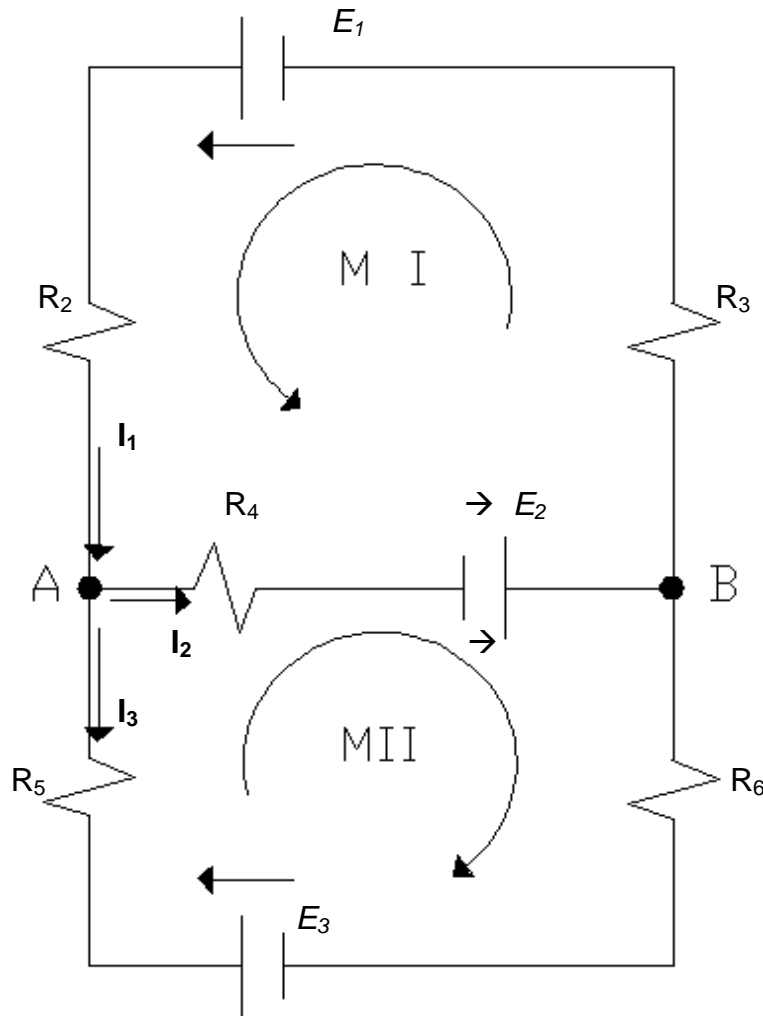 E₁
M I
R₂
R₃
I₁
R₄
→ E₂
A
B
I₂
→
I₃
MII
R₅
R₆
E₃